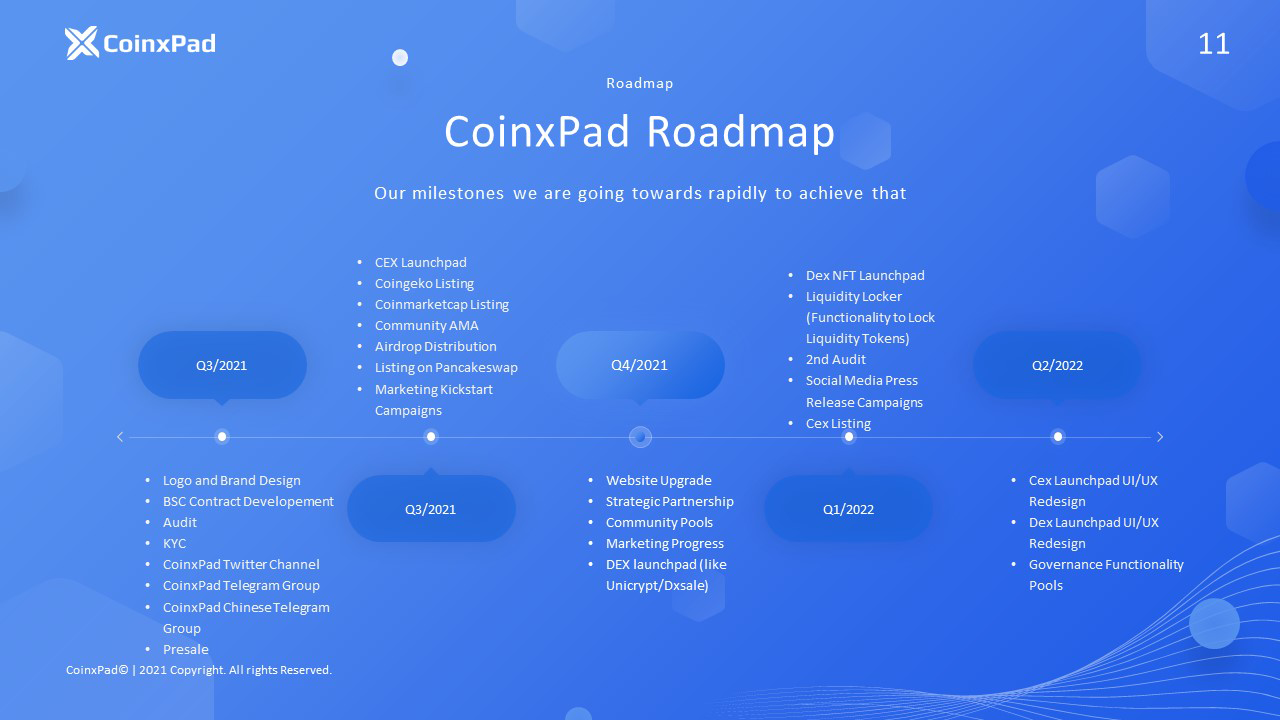 CoinxPad
11
Roadmap
CoinxPad Roadmap
Our milestones we are going towards rapidly to achieve that
Q3/2021
• Logo and Brand Design
• BSC Contract Developement
• Audit
• KYC
• CoinxPad Twitter Channel
• CoinxPad Telegram Group
• CoinxPad Chinese Telegram
Group
• Presale
• CEX Launchpad
• Coingeko Listing
• Coinmarketcap Listing
• Community AMA
• Airdrop Distribution
• Listing on Pancakeswap
• Marketing Kickstart
Campaigns
Q3/2021
Q4/2021
• Website Upgrade
• Strategic Partnership
• Community Pools
• Marketing Progress
• DEX launchpad (like
Unicrypt/Dxsale)
• Dex NFT Launchpad
• Liquidity Locker
(Functionality to Lock
Liquidity Tokens)
• 2nd Audit
• Social Media Press
Release Campaigns
• Cex Listing
Q1/2022
Q2/2022
• Cex Launchpad UI/UX
Redesign
• Dex Launchpad UI/UX
Redesign
• Governance Functionality
Pools
CoinxPad© | 2021 Copyright. All rights Reserved.